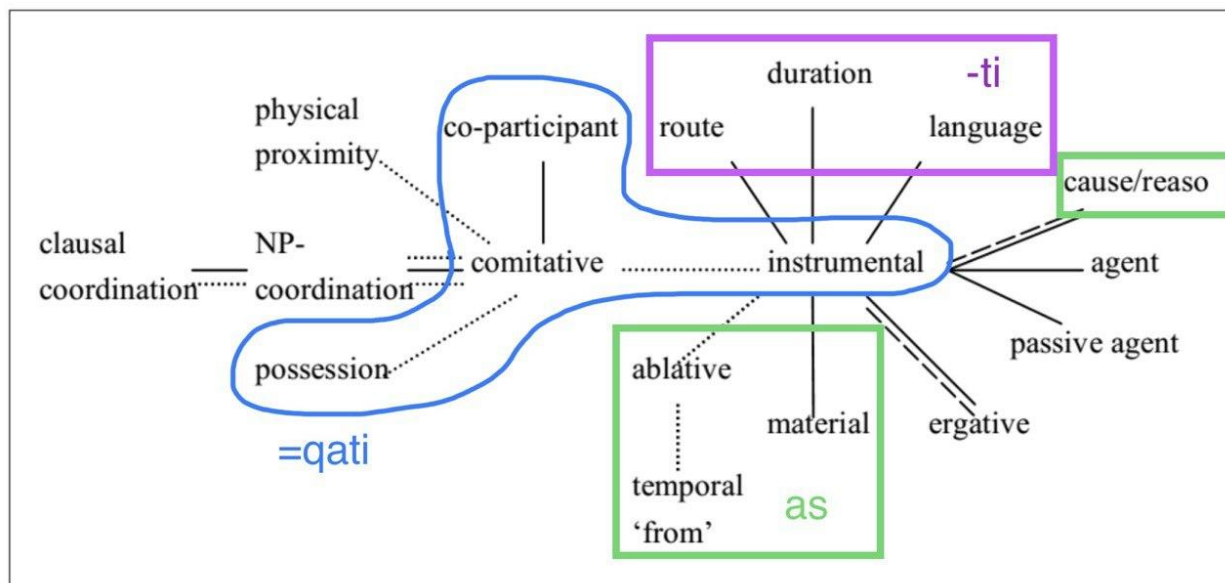 duration
-ti
physical
proximity
co-participant
route
language
cause/reaso
clausal
coordination
NP-
coordination
comitative
instrumental
agent
passive agent
possession
ablative
material
ergative
=qati
temporal
‘from’
as